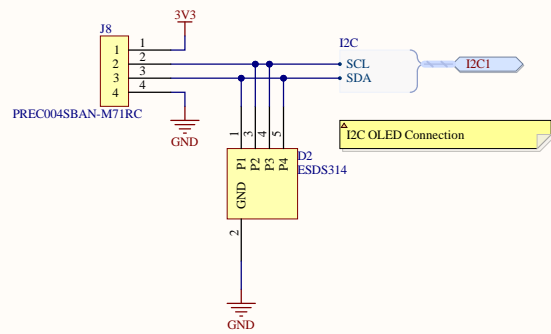 3V3
J8
1 1
2 2
3 3
4 4
PREC004SBAN-M71RC
GND
I2C
SCL
SDA
I2C1
I2C OLED Connection
1 3 4 5
P1 P2 P3 P4
GND
D2
ESDS314
2
GND